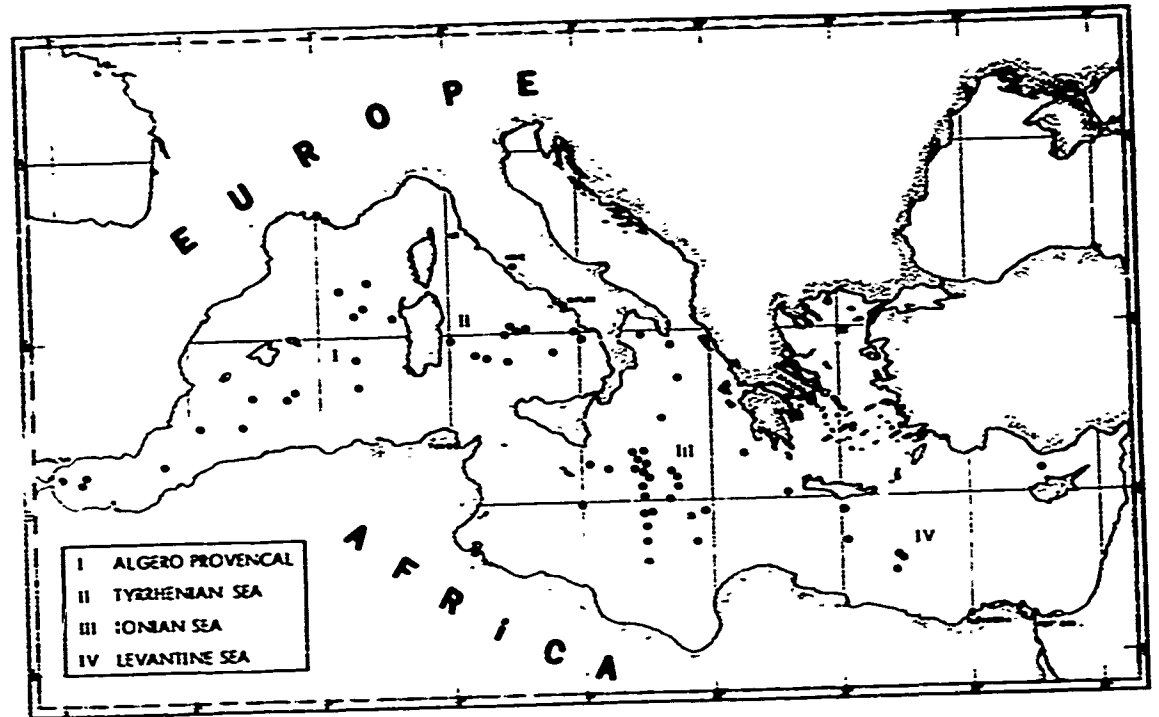 EUROPE
II
I
III
IV
AFRiCA
I ALGERO PROVENCAL
II TYRRHENIAN SEA
III IONIAN SEA
IV LEVANTINE SEA